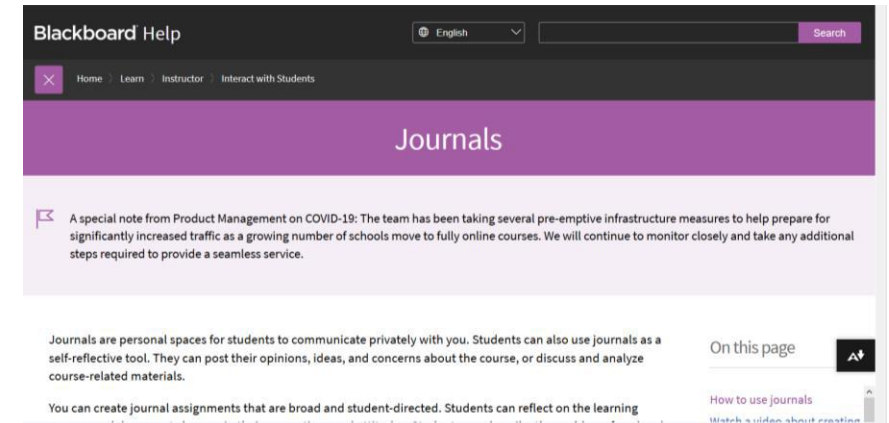 Blackboard Help
English
Search
Home Learn Instructor Interact with Students
Journals
A special note from Product Management on COVID-19: The team has been taking several pre-emptive infrastructure measures to help prepare for
significantly increased traffic as a growing number of schools move to fully online courses. We will continue to monitor closely and take any additional
steps required to provide a seamless service.
Journals are personal spaces for students to communicate privately with you. Students can also use journals as a
self-reflective tool. They can post their opinions, ideas, and concerns about the course, or discuss and analyze
course-related materials.
You can create journal assignments that are broad and student-directed. Students can reflect on the learning
On this page
A
How to use journals
Watch a video about creating